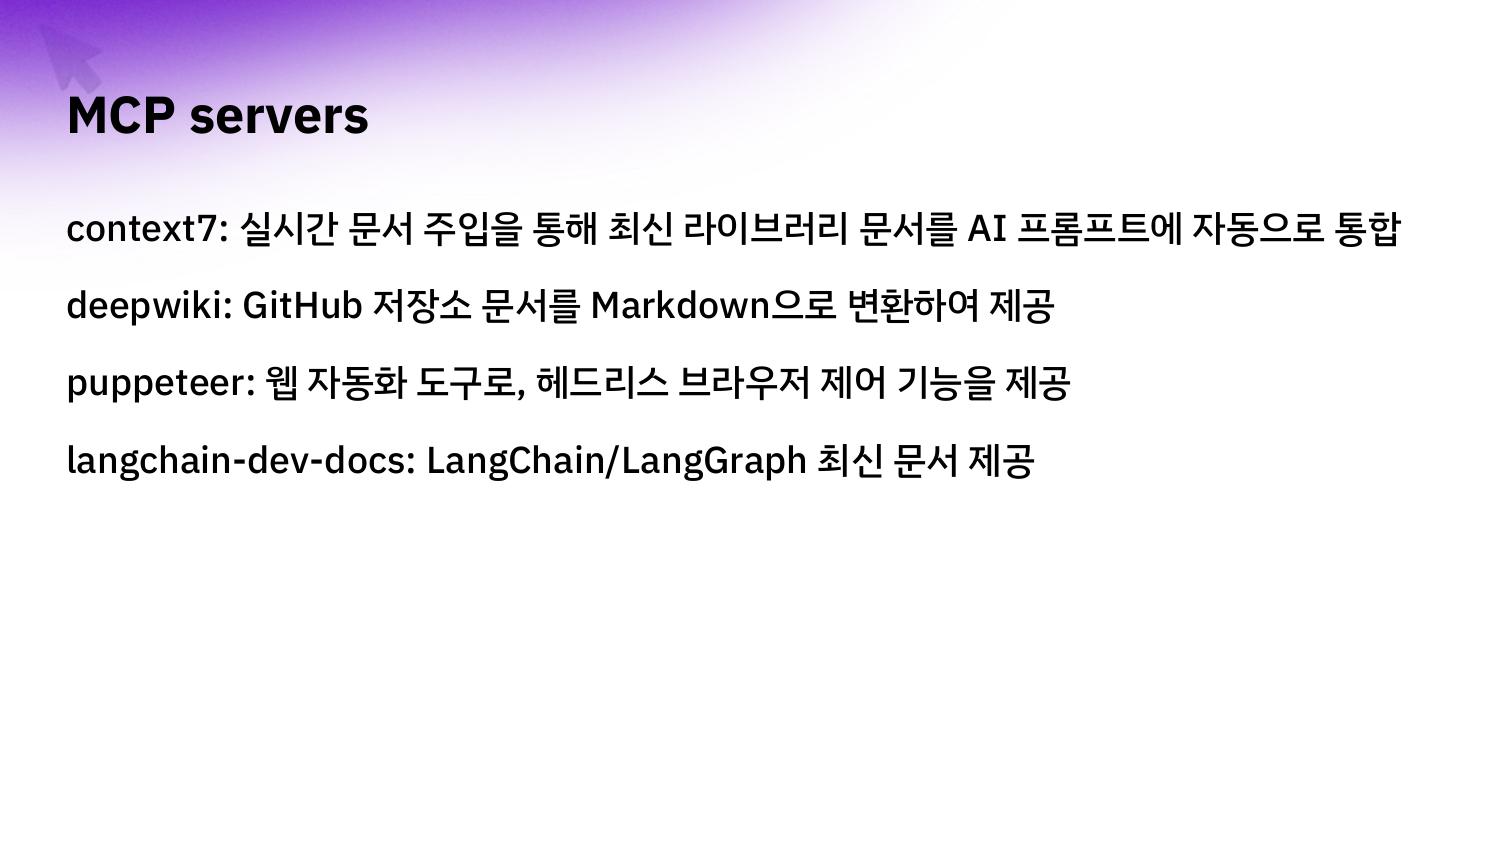 MCP servers
context7: 실시간 문서 주입을 통해 최신 라이브러리 문서를 AI 프롬프트에 자동으로 통합
deepwiki: GitHub 저장소 문서를 Markdown으로 변환하여 제공
puppeteer: 웹 자동화 도구로, 헤드리스 브라우저 제어 기능을 제공
langchain-dev-docs: LangChain/LangGraph 최신 문서 제공